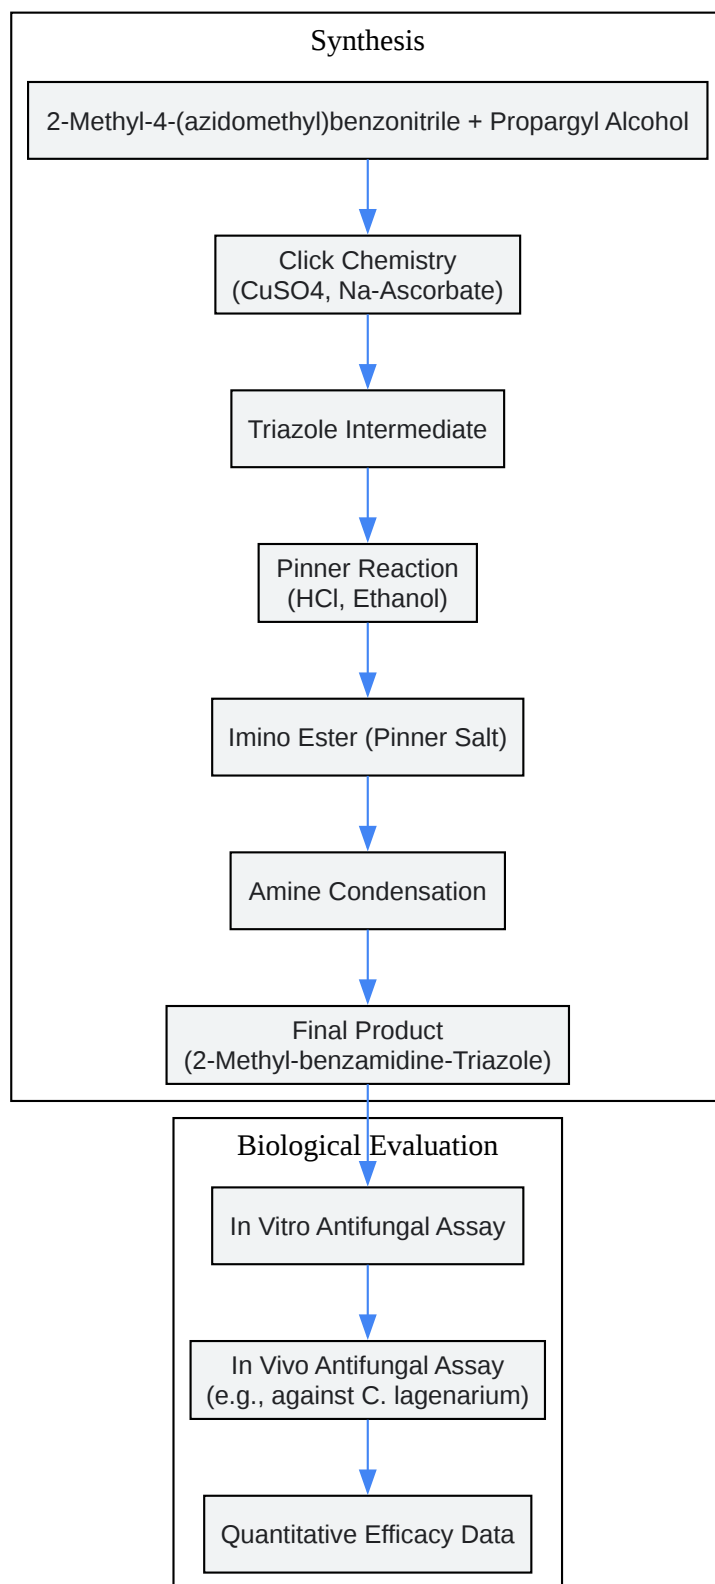 Synthesis
2-Methyl-4-(azidomethyl)benzonitrile + Propargyl Alcohol
Click Chemistry
(CuSO4, Na-Ascorbate)
Triazole Intermediate
Pinner Reaction
(HCl, Ethanol)
Imino Ester (Pinner Salt)
Amine Condensation
Final Product
(2-Methyl-benzamidine-Triazole)
Biological Evaluation
In Vitro Antifungal Assay
In Vivo Antifungal Assay
(e.g., against C. lagenarium)
Quantitative Efficacy Data